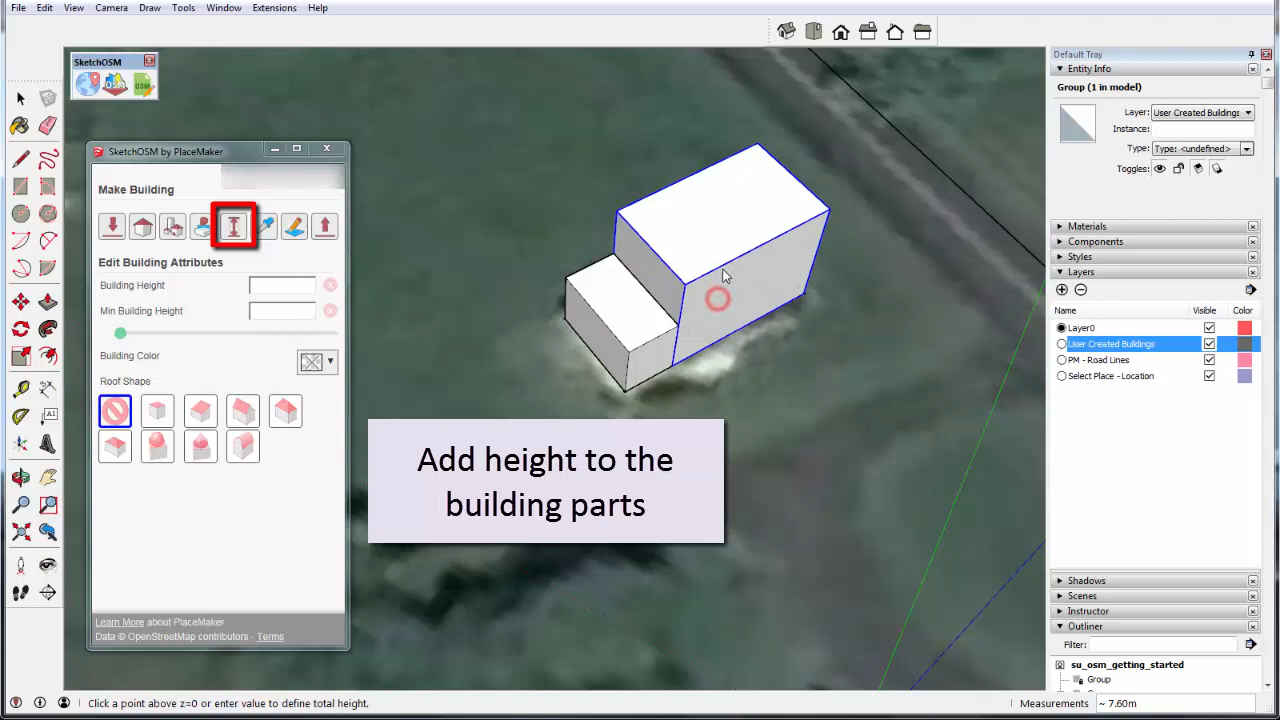 File Edit View Camera Draw Tools Window Extensions Help
SketchOSM
OSM
OSM
SketchOSM by PlaceMaker
Make Building
Edit Building Attributes
Building Height
Min Building Height
Building Color
Roof Shape
Learn More about PlaceMaker
Data © OpenStreetMap contributors - Terms
A1
Add height to the
building parts
Default Tray
Entity Info
Group (1 in model)
Layer: User Created Buildings
Instance:
Type: Type: <undefined>
Toggles:
Materials
Components
Styles
Layers
Name Visible Color
Layer0
User Created Buildings
PM - Road Lines
Select Place - Location
Shadows
Scenes
Instructor
Outliner
Filter:
su_osm_getting_started
Group
Click a point above z=0 or enter value to define total height.
Measurements ~ 7.60m